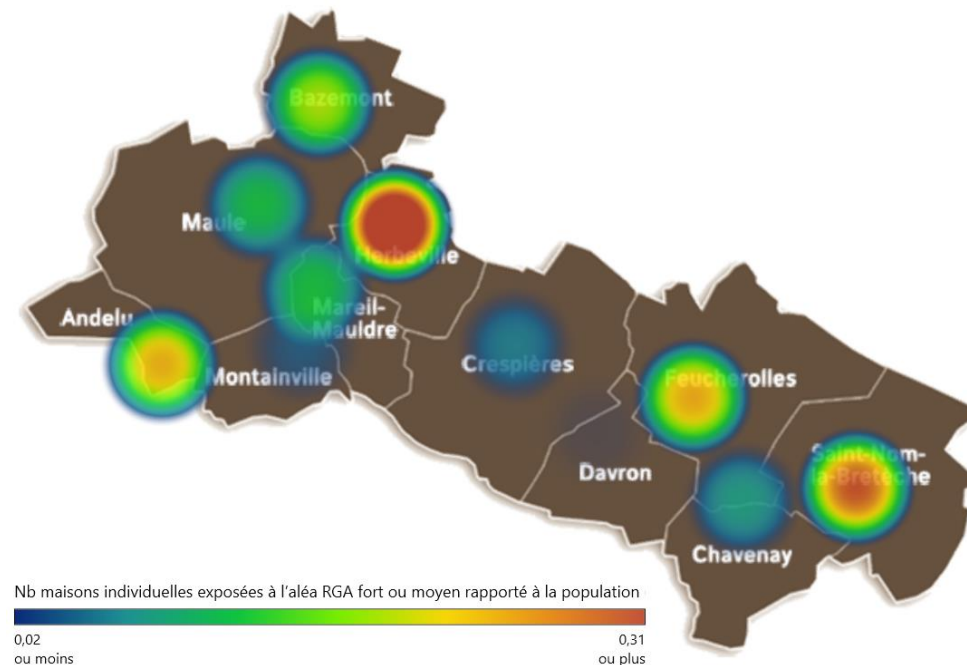 Bazemont
Maule
Herbeville
Andelu
Mareil-
Mauldre
Montainville
Crespières
Feucherolles
Davron
Saint-Nom-
la-Bretèche
Chavenay
Nb maisons individuelles exposées à l'aléa RGA fort ou moyen rapporté à la population
0,02
ou moins
0,31
ou plus